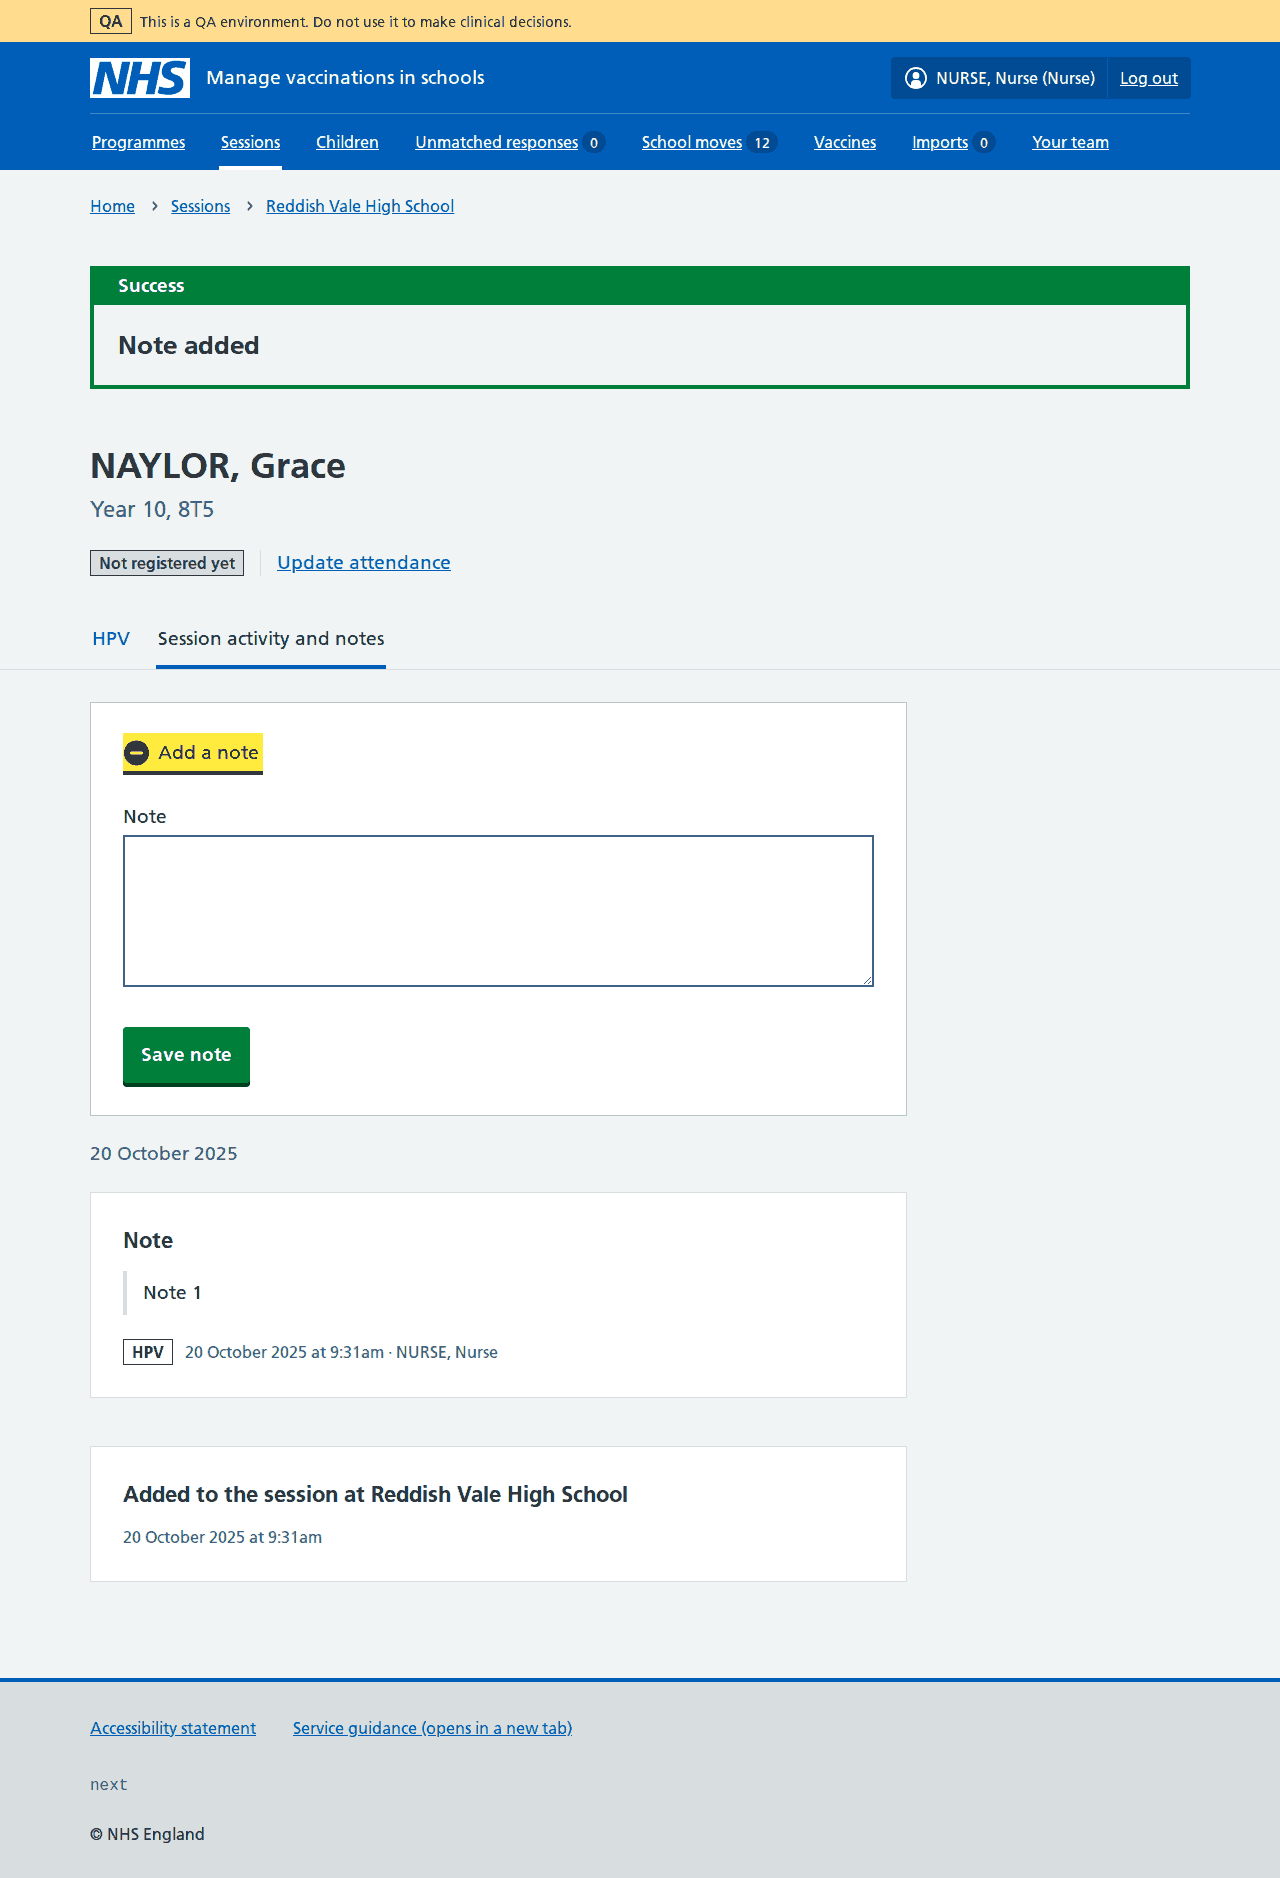 QA This is a QA environment. Do not use it to make clinical decisions.
NHS Manage vaccinations in schools NURSE, Nurse (Nurse) Log out
Programmes Sessions Children Unmatched responses 0 School moves 12 Vaccines Imports 0 Your team
Home Sessions Reddish Vale High School
Success
Note added
NAYLOR, Grace
Year 10, 8T5
Not registered yet Update attendance
HPV Session activity and notes
Add a note
Note
Save note
20 October 2025
Note
Note 1
HPV 20 October 2025 at 9:31am · NURSE, Nurse
Added to the session at Reddish Vale High School
20 October 2025 at 9:31am
Accessibility statement Service guidance (opens in a new tab)
next
© NHS England